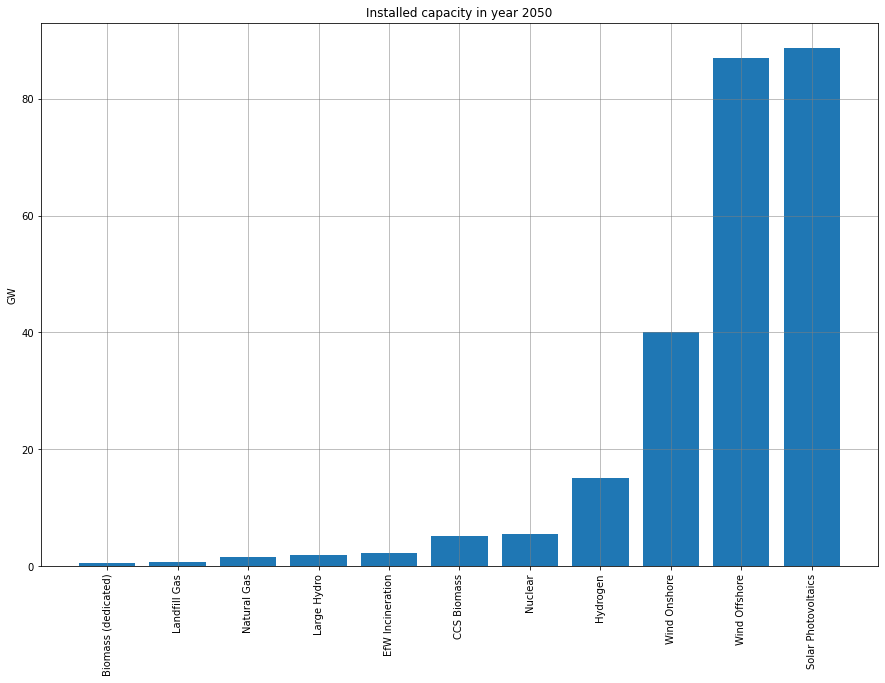 Installed capacity in year 2050
GW
80
60
40
20
0
Biomass (dedicated)
Landfill Gas
Natural Gas
Large Hydro
EfW Incineration
CCS Biomass
Nuclear
Hydrogen
Wind Onshore
Wind Offshore
Solar Photovoltaics